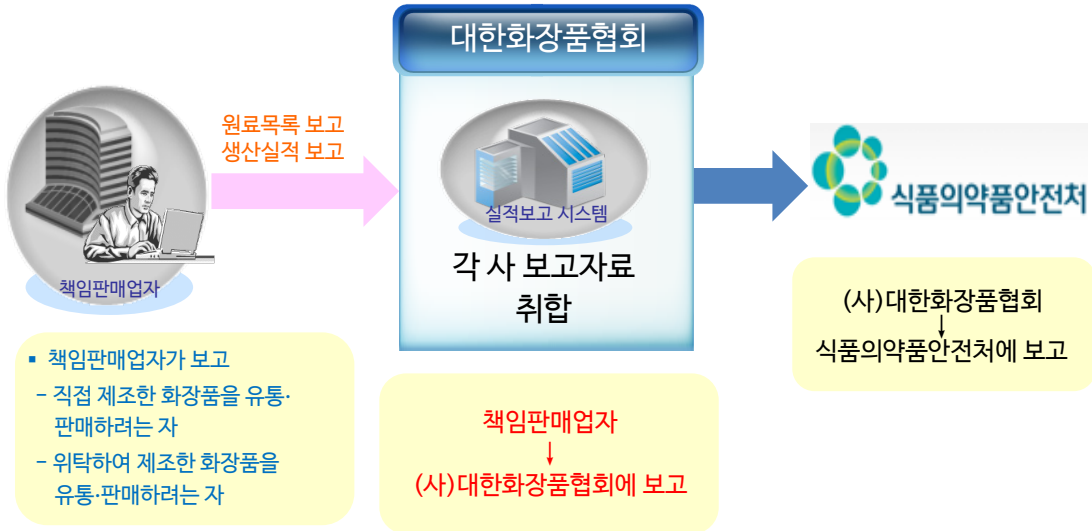 대한화장품협회
원료목록 보고
생산실적 보고
책임판매업자
실적보고 시스템
각 사 보고자료
취합
식품의약품안전처
▪ 책임판매업자가 보고
- 직접 제조한 화장품을 유통·
판매하려는 자
- 위탁하여 제조한 화장품을
유통·판매하려는 자
책임판매업자
↓
(사)대한화장품협회에 보고
(사)대한화장품협회
↓
식품의약품안전처에 보고